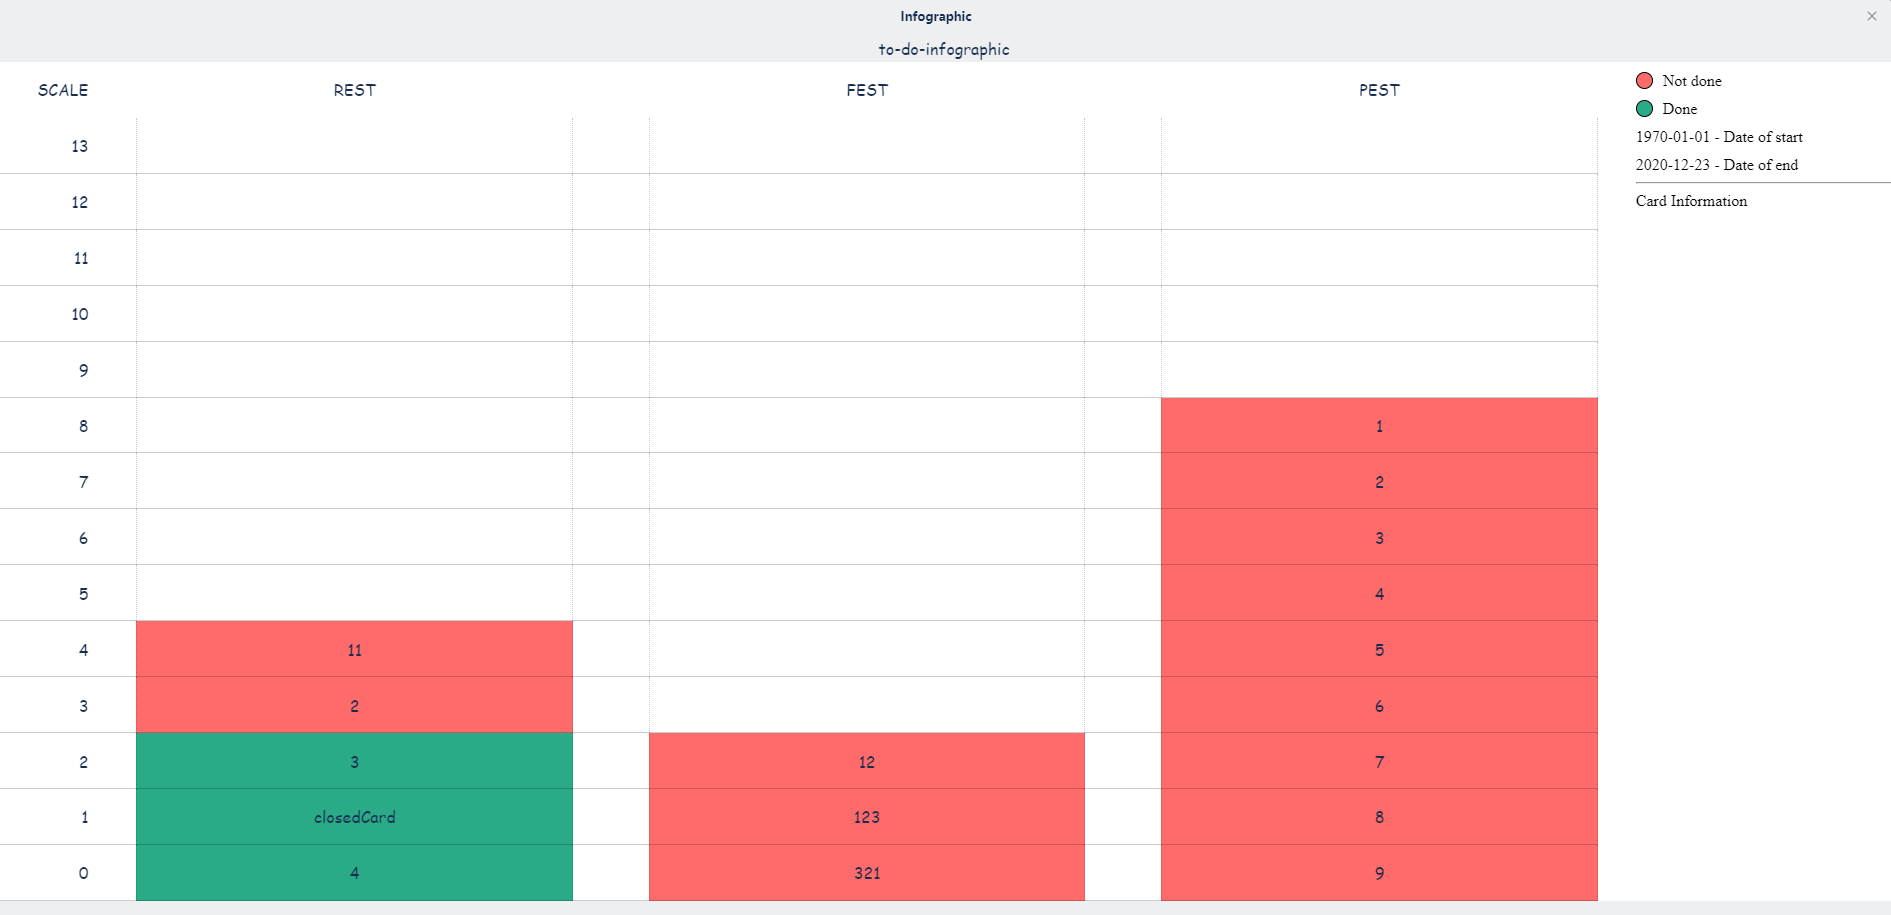 Infographic
to-do-infographic
SCALE REST FEST PEST
Not done
Done
1970-01-01 - Date of start
2020-12-23 - Date of end
Card Information
13
12
11
10
9
8 1
7 2
6 3
5 4
4 11 5
3 2 6
2 3 12 7
1 closedCard 123 8
0 4 321 9